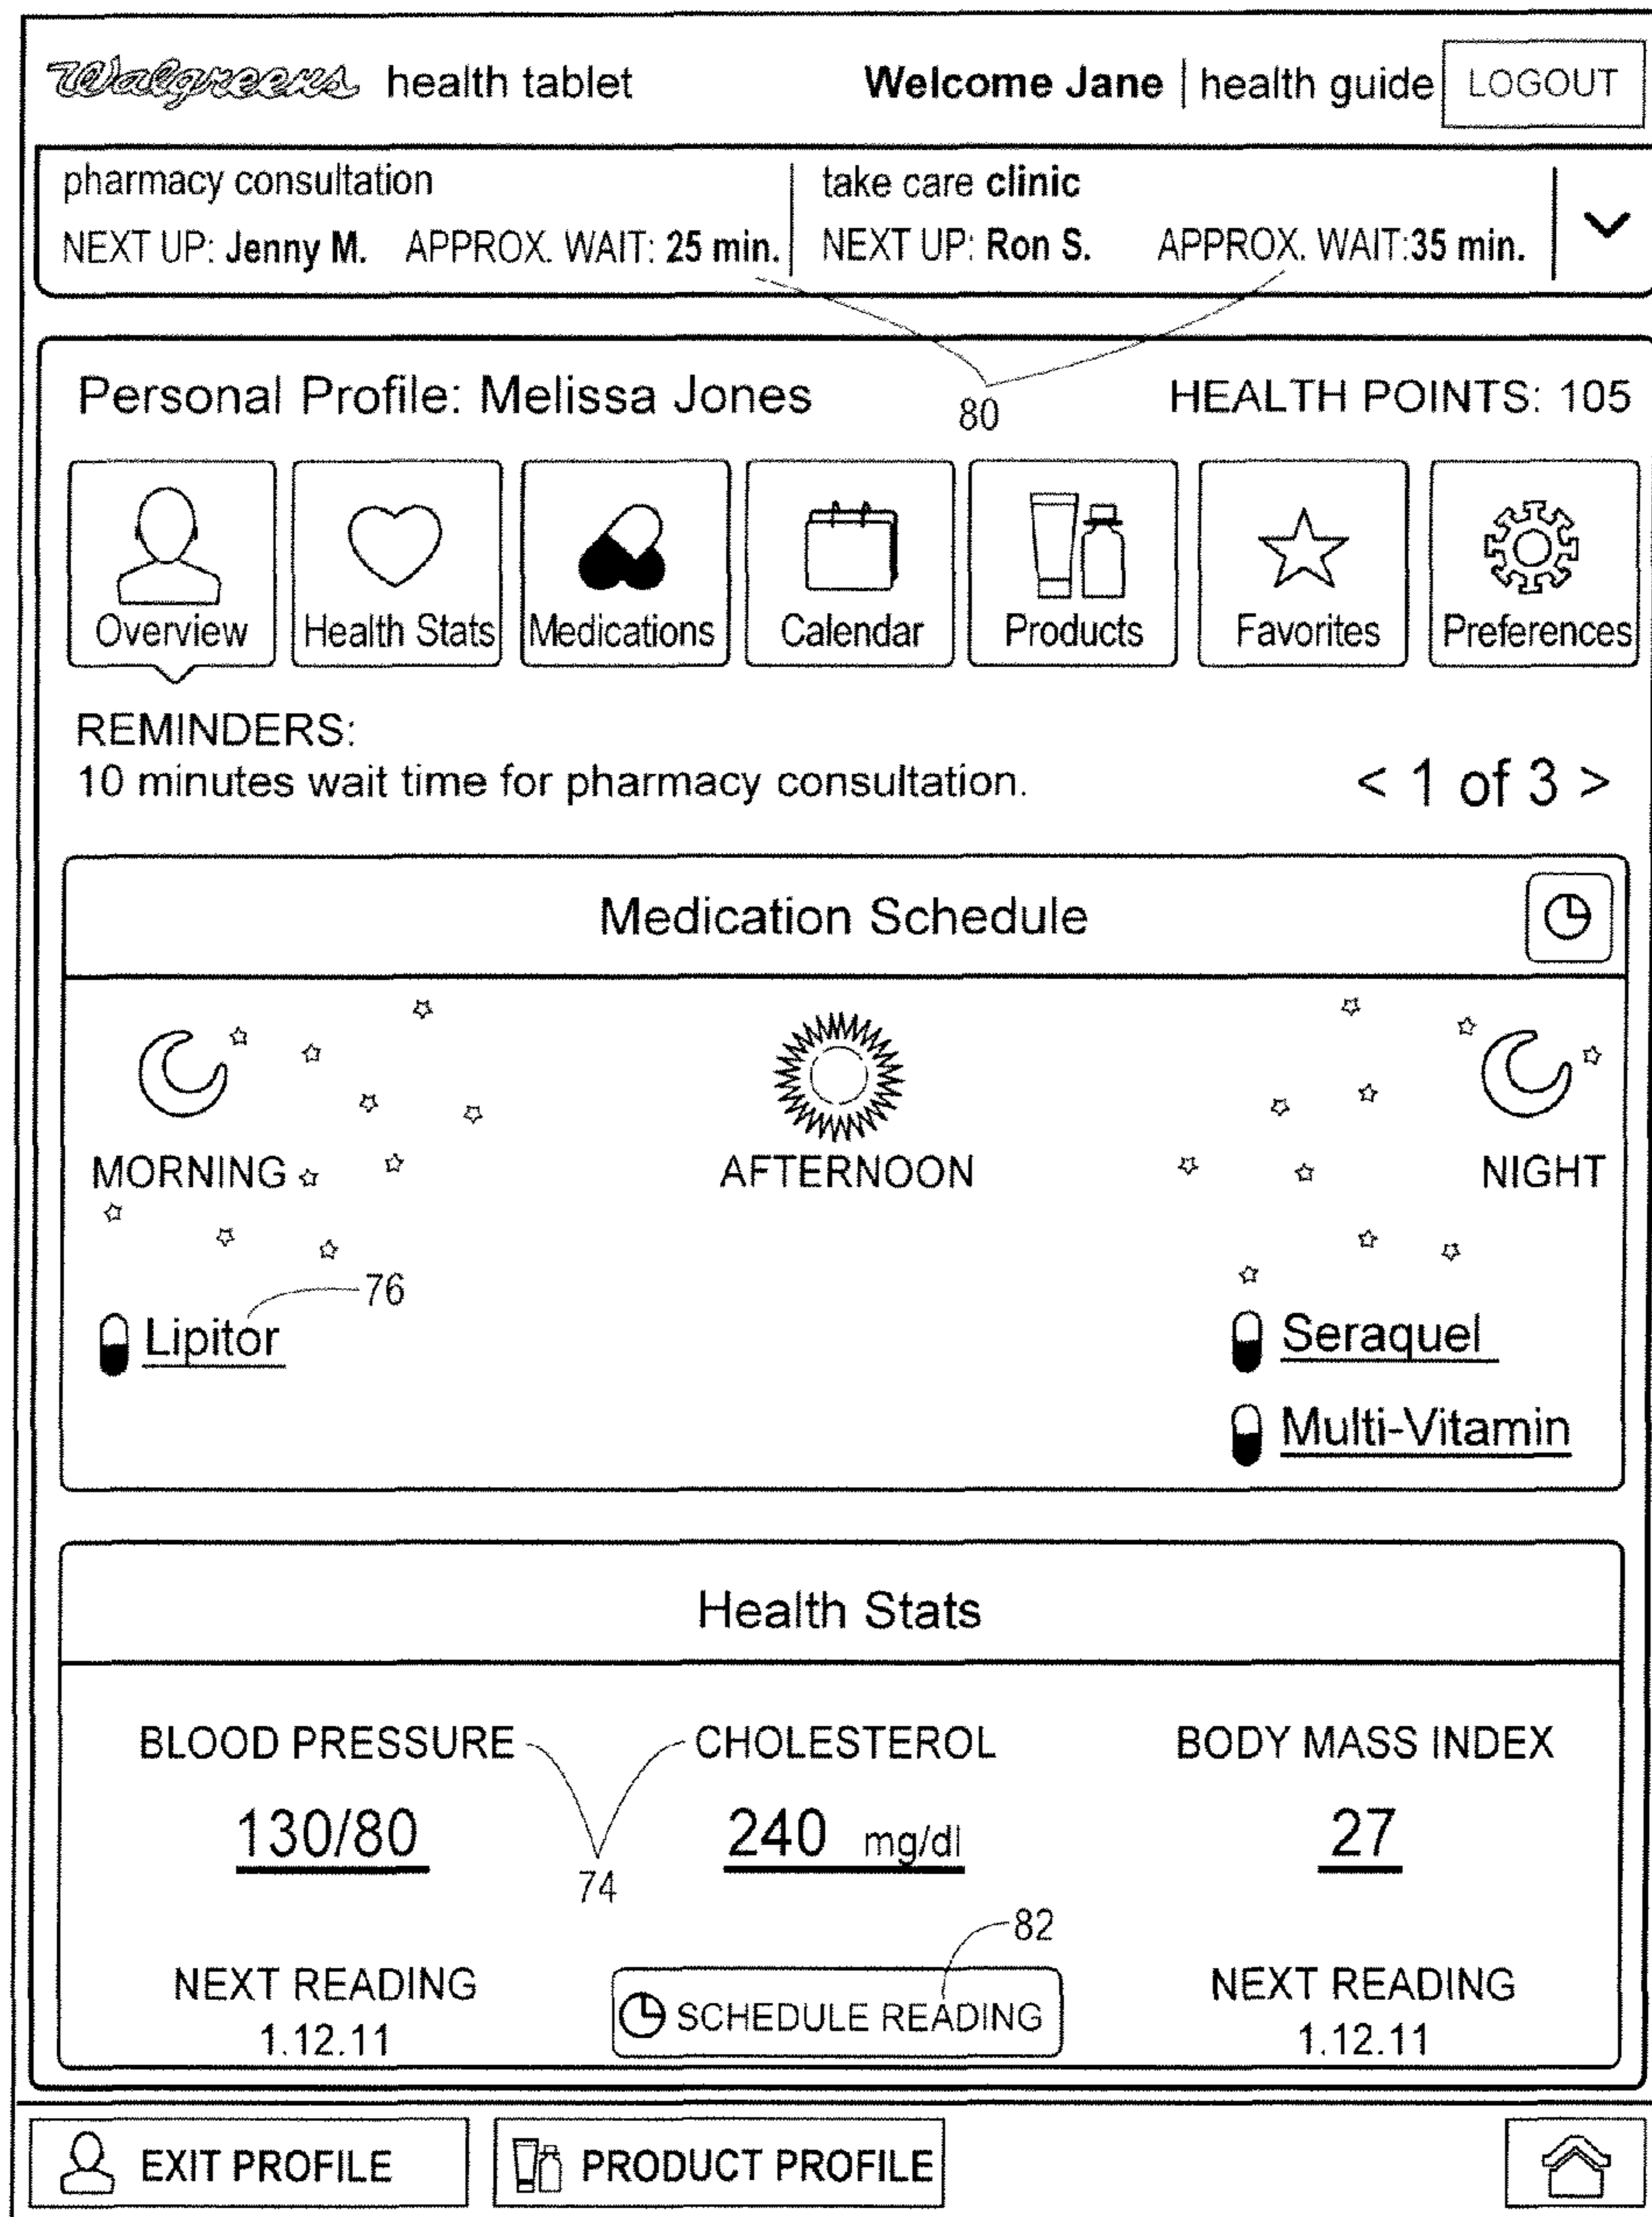 Walgreens health tablet Welcome Jane | health guide LOGOUT
pharmacy consultation take care clinic
NEXT UP: Jenny M. APPROX. WAIT: 25 min. NEXT UP: Ron S. APPROX. WAIT:35 min.
Personal Profile: Melissa Jones 80 HEALTH POINTS: 105
Overview Health Stats Medications Calendar Products Favorites Preferences
REMINDERS:
10 minutes wait time for pharmacy consultation. < 1 of 3 >
Medication Schedule
MORNING AFTERNOON NIGHT
76
Lipitor Seraquel
Multi-Vitamin
Health Stats
BLOOD PRESSURE CHOLESTEROL BODY MASS INDEX
130/80 240 mg/dl 27
74
82
NEXT READING SCHEDULE READING NEXT READING
1.12.11 1.12.11
EXIT PROFILE PRODUCT PROFILE